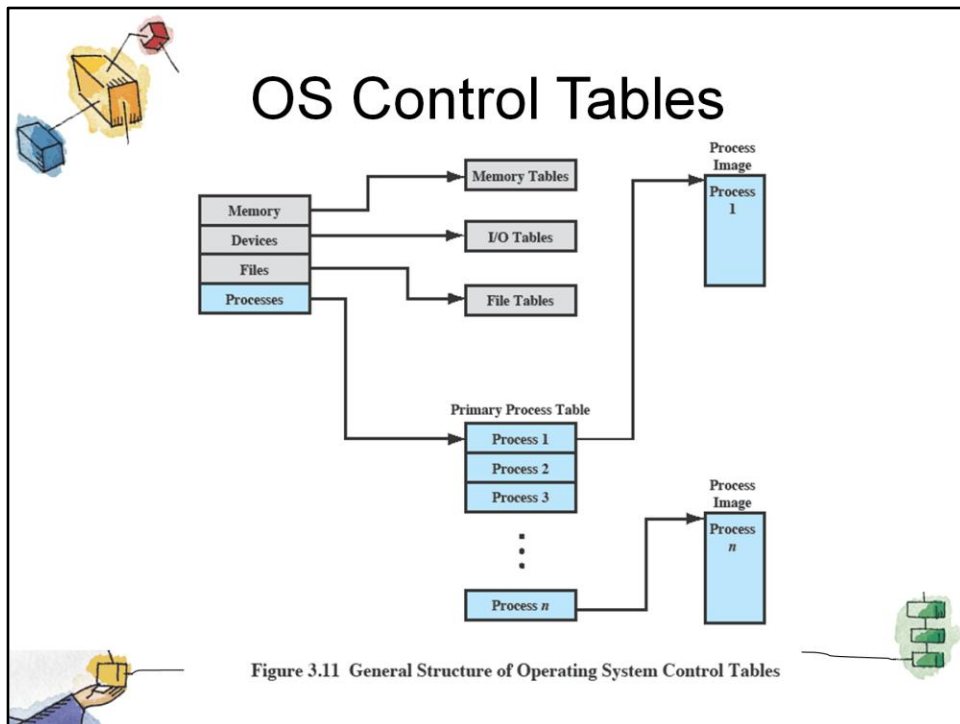 OS Control Tables
Memory
Devices
Files
Processes
Memory Tables
I/O Tables
File Tables
Primary Process Table
Process 1
Process 2
Process 3
Process n
Process
Image
Process
1
Process
Image
Process
n
Figure 3.11 General Structure of Operating System Control Tables